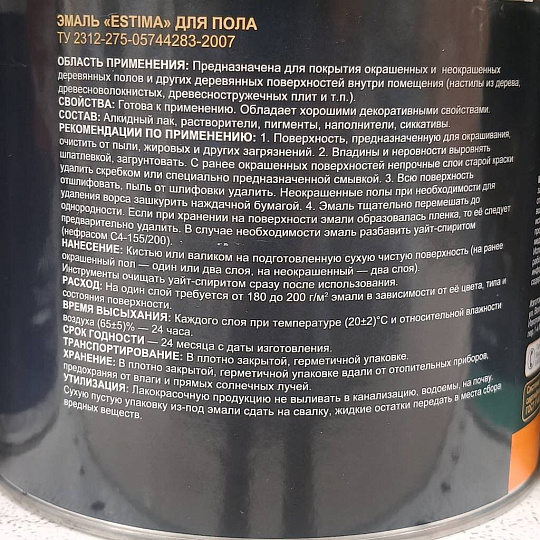 ЭМАЛЬ «ESTIMA» ДЛЯ ПОЛА
ТУ 2312-275-05744283-2007
ОБЛАСТЬ ПРИМЕНЕНИЯ: Предназначена для покрытия окрашенных и неокрашенных
деревянных полов и других деревянных поверхностей внутри помещения (настилы из дерева,
древесноволокнистых, древесностружечных плит и т.п.).
СВОЙСТВА: Готова к применению. Обладает хорошими декоративными свойствами.
СОСТАВ: Алкидный лак, растворители, пигменты, наполнители, сиккативы.
РЕКОМЕНДАЦИИ ПО ПРИМЕНЕНИЮ: 1. Поверхность, предназначенную для окрашивания,
очистить от пыли, жировых и других загрязнений. 2. Впадины и неровности выровнять
шпатлевкой, загрунтовать. С ранее окрашенных поверхностей непрочные слои старой краски
удалить скребком или специально предназначенной смывкой. 3. Всю поверхность
отшлифовать, пыль от шлифовки удалить. Неокрашенные полы при необходимости для
удаления ворса зашкурить наждачной бумагой. 4. Эмаль тщательно перемешать до
однородности. Если при хранении на поверхности эмали образовалась пленка, то её следует
предварительно удалить. В случае необходимости эмаль разбавить уайт-спиритом
(нефрасом С4-155/200).
НАНЕСЕНИЕ: Кистью или валиком на подготовленную сухую чистую поверхность (на ранее
окрашенный пол — один или два слоя, на неокрашенный — два слоя).
Инструменты очищать уайт-спиритом сразу после использования.
РАСХОД: На один слой требуется от 180 до 200 г/м² эмали в зависимости от её цвета, типа и
состояния поверхности.
ВРЕМЯ ВЫСЫХАНИЯ: Каждого слоя при температуре (20±2)°С и относительной влажности
воздуха (65±5)% — 24 часа.
СРОК ГОДНОСТИ — 24 месяца с даты изготовления.
ТРАНСПОРТИРОВАНИЕ: В плотно закрытой, герметичной упаковке.
ХРАНЕНИЕ: В плотно закрытой, герметичной упаковке вдали от отопительных приборов,
предохраняя от влаги и прямых солнечных лучей.
УТИЛИЗАЦИЯ: Лакокрасочную продукцию не выливать в канализацию, водоемы, на почву.
Сухую пустую упаковку из-под эмали сдать на свалку, жидкие остатки передать в места сбора
вредных веществ.